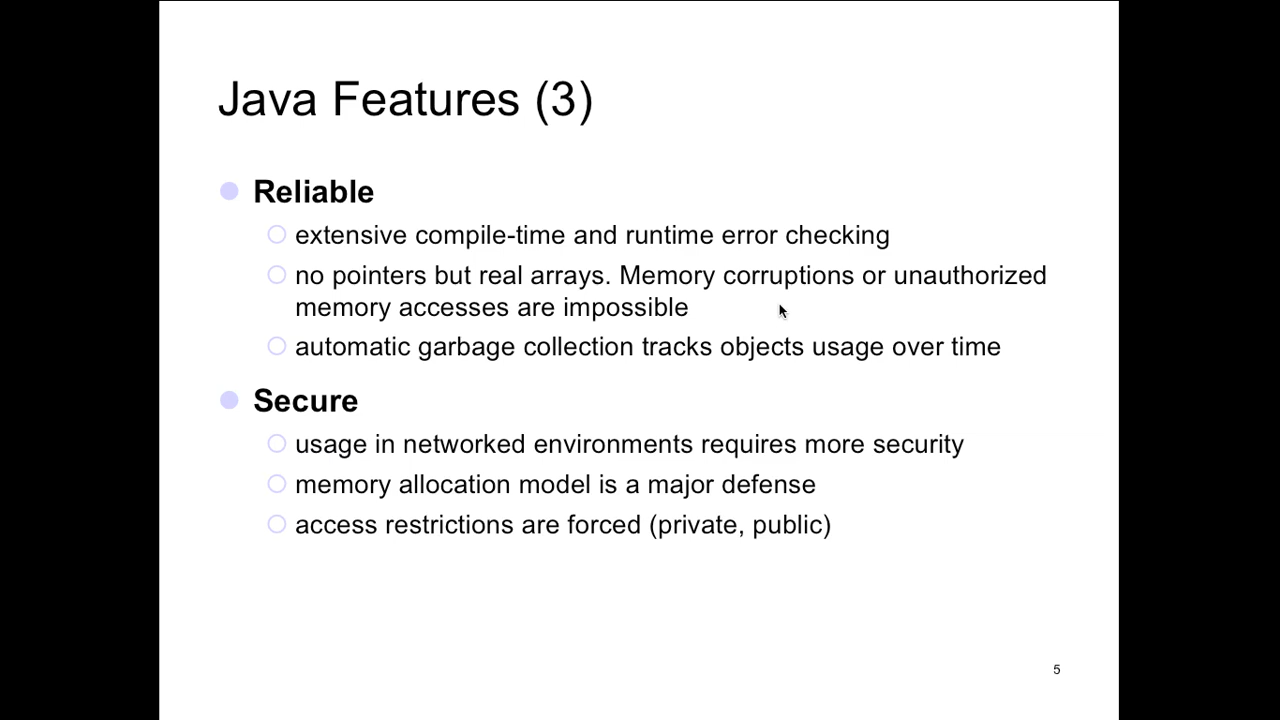 Java Features (3)
Reliable
extensive compile-time and runtime error checking
no pointers but real arrays. Memory corruptions or unauthorized
memory accesses are impossible
automatic garbage collection tracks objects usage over time
Secure
usage in networked environments requires more security
memory allocation model is a major defense
access restrictions are forced (private, public)
5